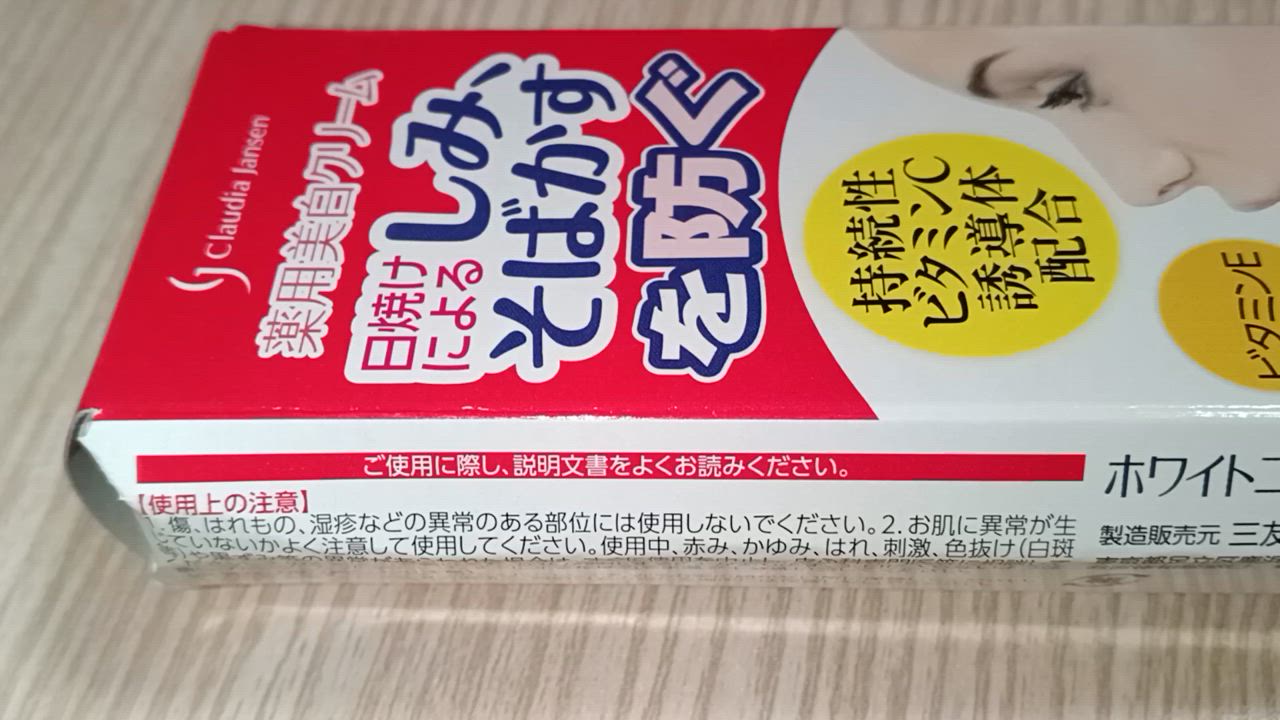 Claudia Jansen
薬用美白クリーム
日焼け
による
しみ、
そばかす
を防ぐ
持続性
ビタミンC
誘導体
配合
ビタミンE
ご使用に際し、説明文書をよくお読みください。
【使用上の注意】
1. 傷、はれもの、湿疹などの異常のある部位には使用しないでください。2. お肌に異常が生
ていないかよく注意して使用してください。使用中、赤み、かゆみ、はれ、刺激、色抜け(白斑
ホワイトニ
製造販売元 三友